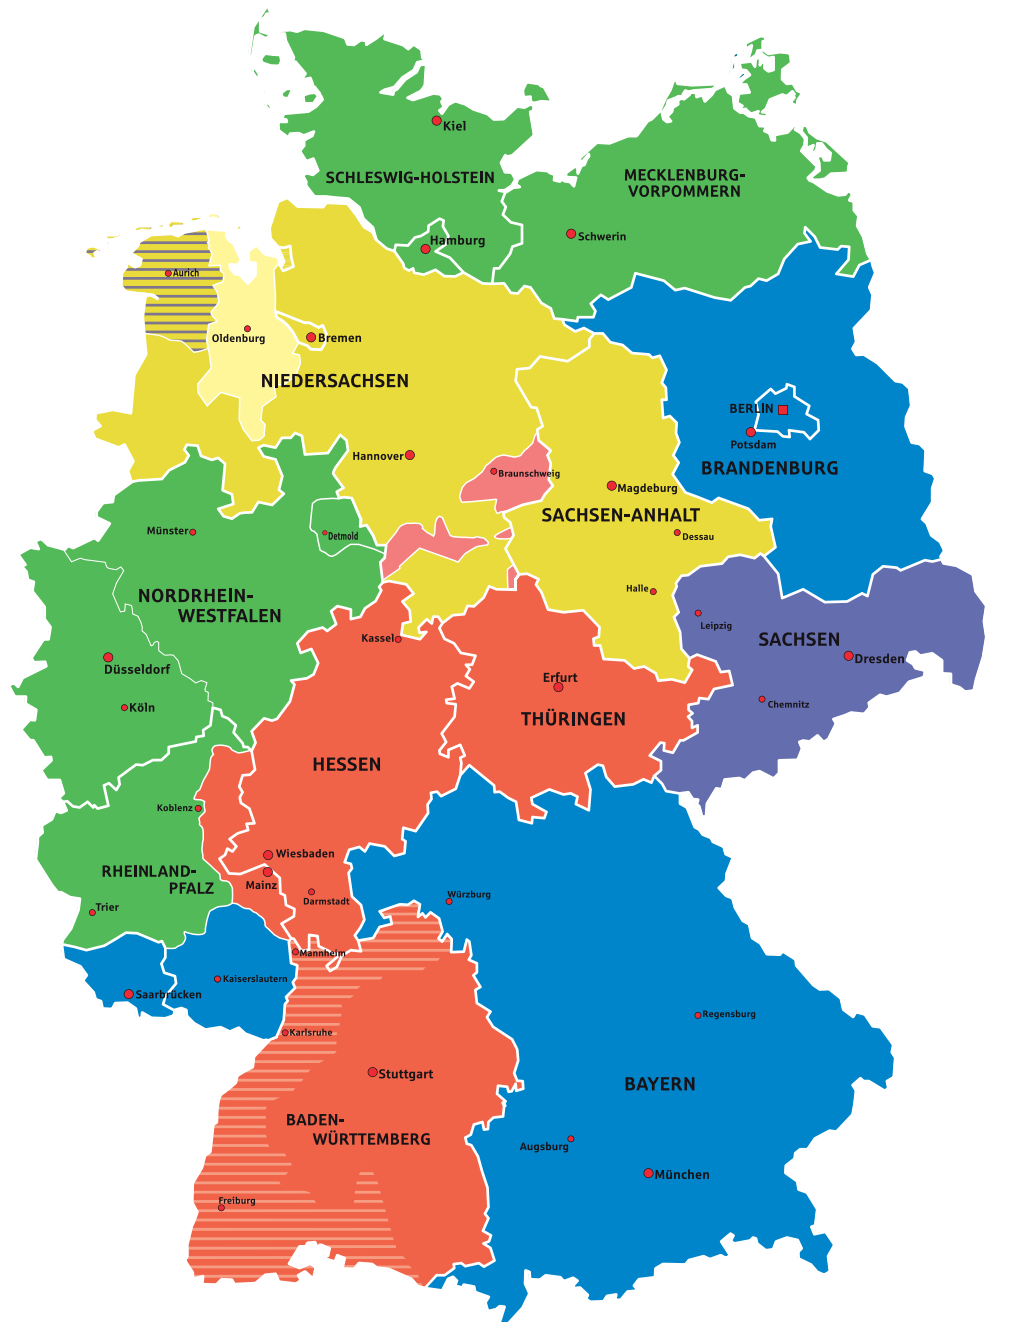 Kiel
SCHLESWIG-HOLSTEIN
MECKLENBURG-
VORPOMMERN
Hamburg
Schwerin
Aurich
Oldenburg
Bremen
NIEDERSACHSEN
BERLIN
Potsdam
BRANDENBURG
Hannover
Braunschweig
Magdeburg
SACHSEN-ANHALT
Dessau
Münster
Detmold
Halle
NORDRHEIN-
WESTFALEN
Leipzig
SACHSEN
Kassel
Dresden
Düsseldorf
Erfurt
Köln
THÜRINGEN
Chemnitz
HESSEN
Koblenz
Wiesbaden
RHEINLAND-
PFALZ
Mainz
Darmstadt
Würzburg
Trier
Mannheim
Kaiserslautern
Saarbrücken
Regensburg
Karlsruhe
Stuttgart
BAYERN
BADEN-
WÜRTTEMBERG
Augsburg
München
Freiburg